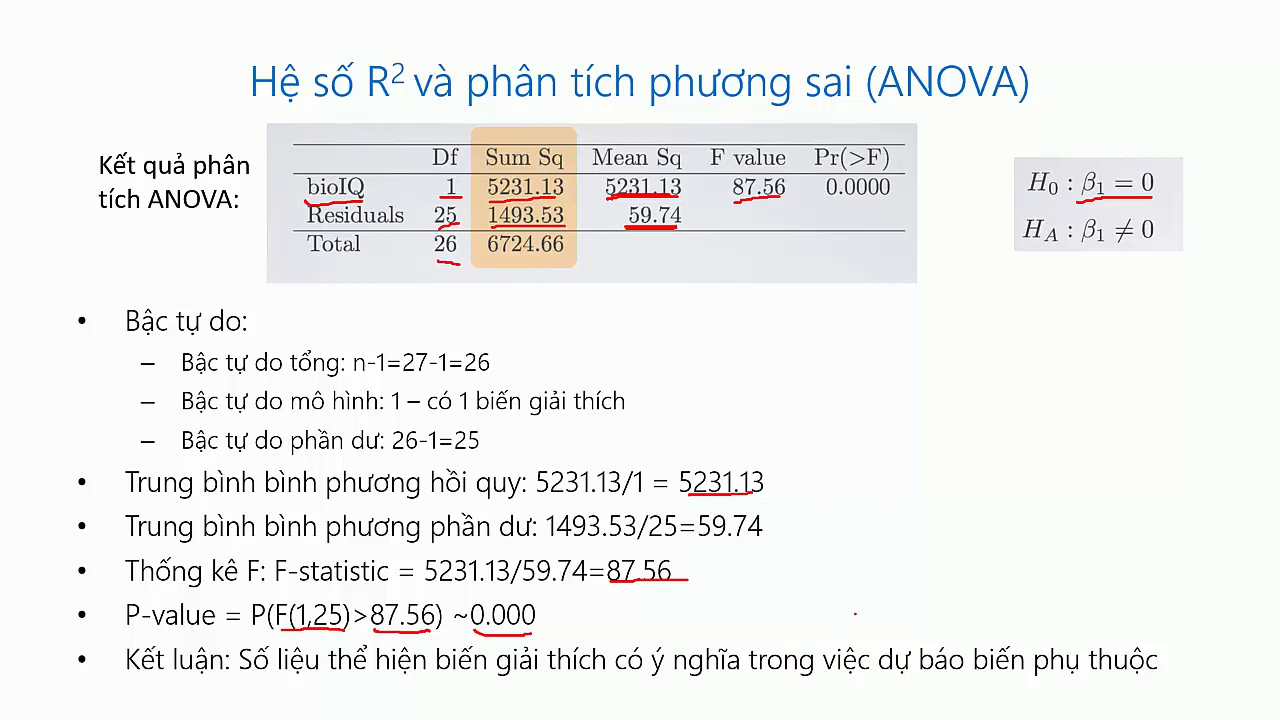 Hệ số R² và phân tích phương sai (ANOVA)
Kết quả phân
tích ANOVA:
Df Sum Sq Mean Sq F value Pr(>F)
bioIQ 1 5231.13 5231.13 87.56 0.0000
Residuals 25 1493.53 59.74
Total 26 6724.66
H₀ : β₁ = 0
H_A : β₁ ≠ 0
• Bậc tự do:
– Bậc tự do tổng: n-1=27-1=26
– Bậc tự do mô hình: 1 – có 1 biến giải thích
– Bậc tự do phần dư: 26-1=25
• Trung bình bình phương hồi quy: 5231.13/1 = 5231.13
• Trung bình bình phương phần dư: 1493.53/25=59.74
• Thống kê F: F-statistic = 5231.13/59.74=87.56
• P-value = P(F(1,25)>87.56) ~0.000
• Kết luận: Số liệu thể hiện biến giải thích có ý nghĩa trong việc dự báo biến phụ thuộc